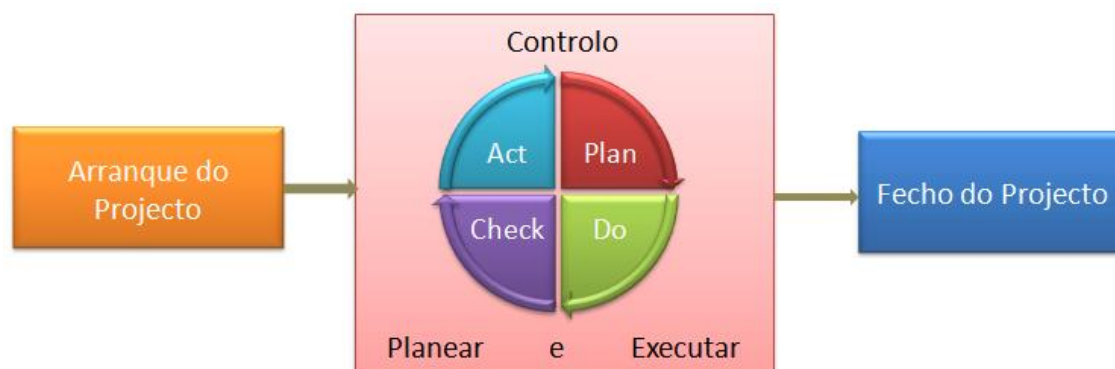 Controlo
Arranque do
Projecto
Act
Plan
Check
Do
Fecho do Projecto
Planear e Executar